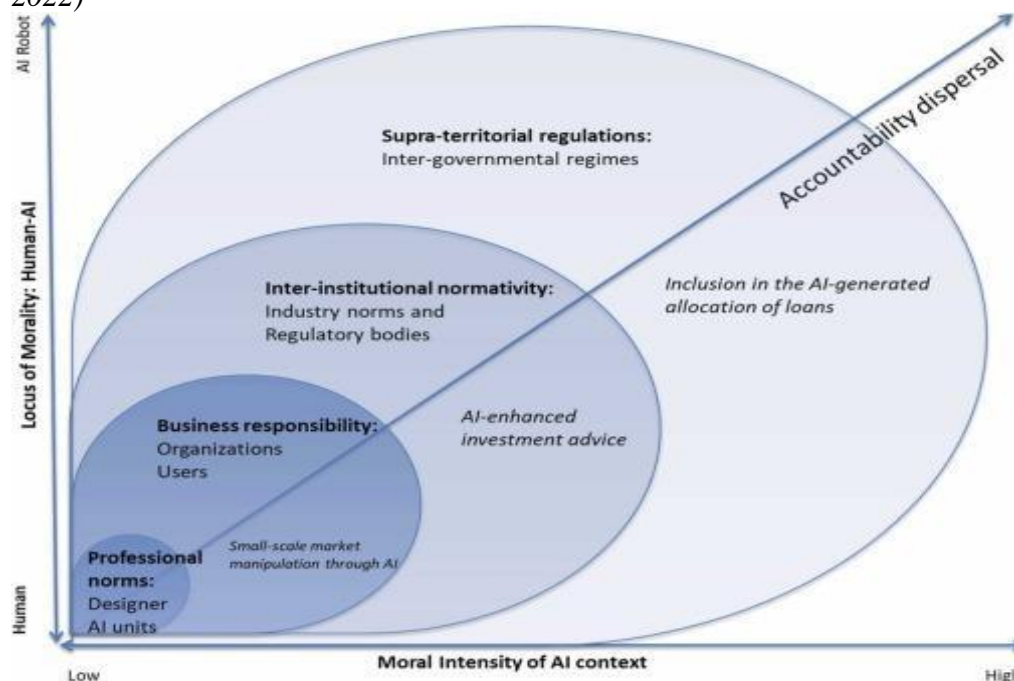 2022)
AI Robot
Locus of Morality: Human-AI
Human
Accountability dispersal
Supra-territorial regulations:
Inter-governmental regimes
Inter-institutional normativity:
Industry norms and
Regulatory bodies
Inclusion in the AI-generated
allocation of loans
Business responsibility:
Organizations
Users
AI-enhanced
investment advice
Professional
norms:
Designer
AI units
Small-scale market
manipulation through AI
Low
Moral Intensity of AI context
High